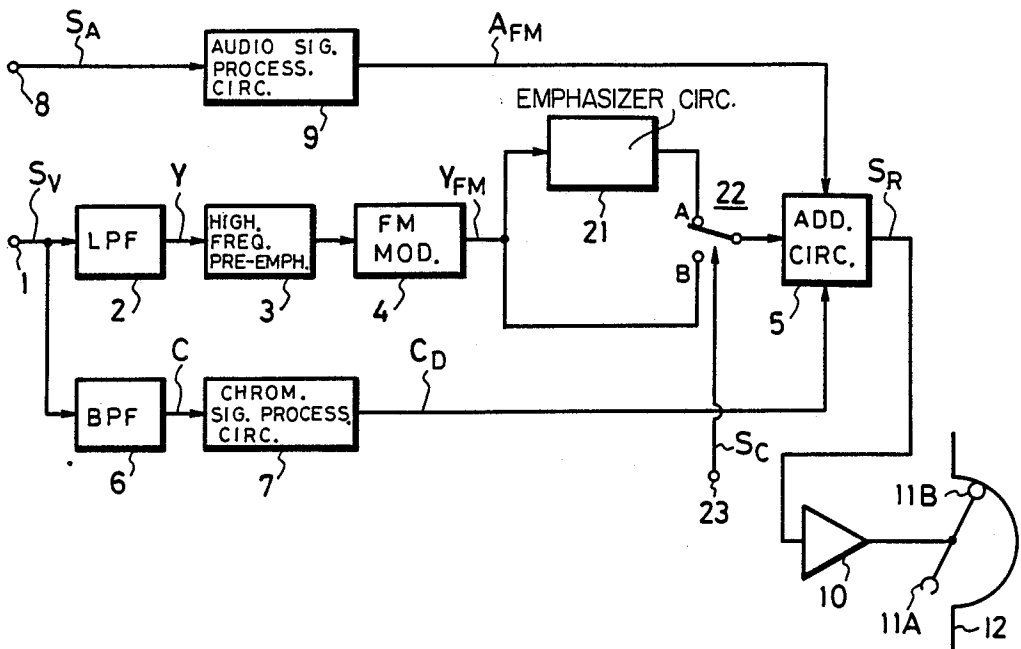 S_A
A_FM
AUDIO SIG.
PROCESS.
CIRC.
8
9
EMPHASIZER CIRC.
21
S_V
Y
Y_FM
S_R
1
LPF
2
HIGH.
FREQ.
PRE-EMPH.
3
FM
MOD.
4
A
22
B
ADD.
CIRC.
5
C
C_D
BPF
6
CHROM.
SIG. PROCESS.
CIRC.
7
S_C
23
10
11B
11A
12